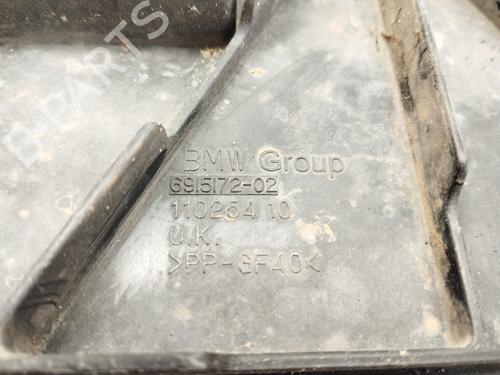 B-PARTS
BMW Group
6915172-02
110254/10
U.K.
>PP-GF40<